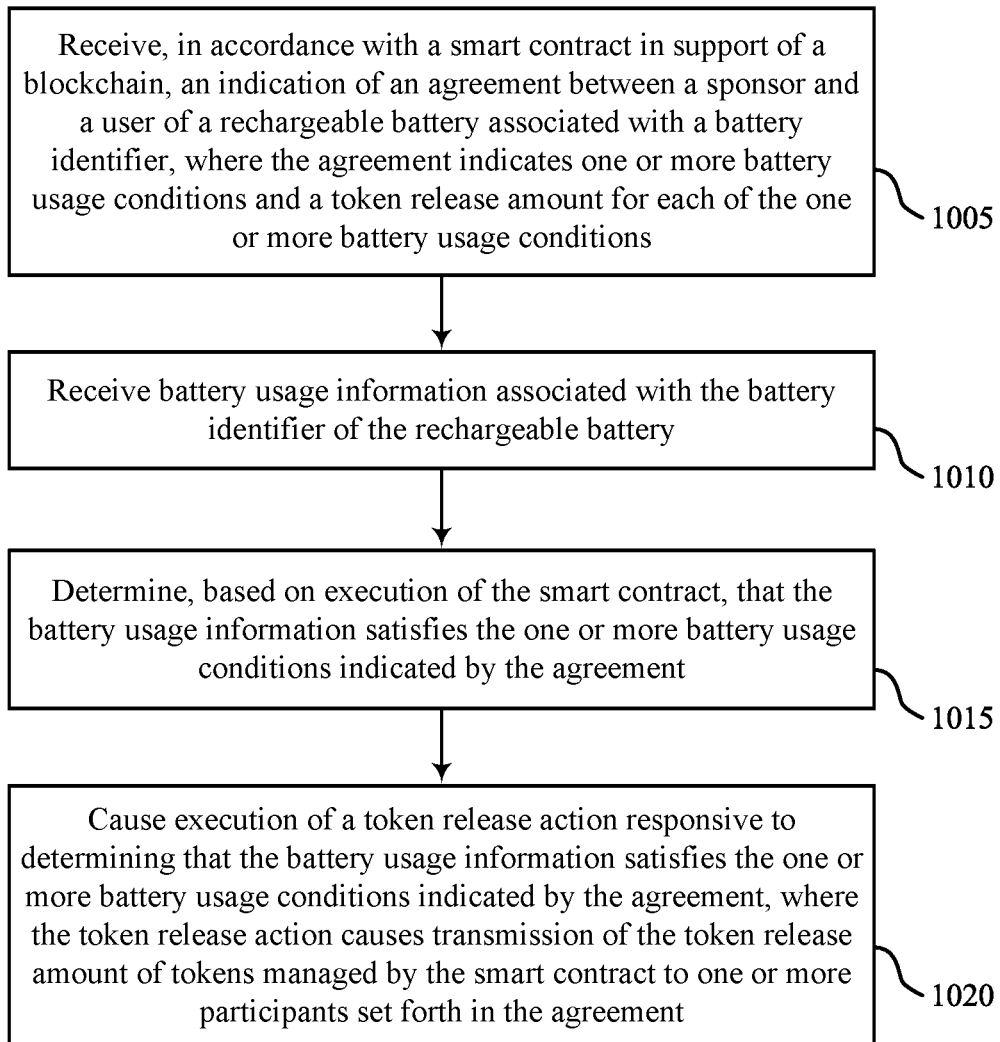 Receive, in accordance with a smart contract in support of a
blockchain, an indication of an agreement between a sponsor and
a user of a rechargeable battery associated with a battery
identifier, where the agreement indicates one or more battery
usage conditions and a token release amount for each of the one
or more battery usage conditions
1005
Receive battery usage information associated with the battery
identifier of the rechargeable battery
1010
Determine, based on execution of the smart contract, that the
battery usage information satisfies the one or more battery usage
conditions indicated by the agreement
1015
Cause execution of a token release action responsive to
determining that the battery usage information satisfies the one or
more battery usage conditions indicated by the agreement, where
the token release action causes transmission of the token release
amount of tokens managed by the smart contract to one or more
participants set forth in the agreement
1020